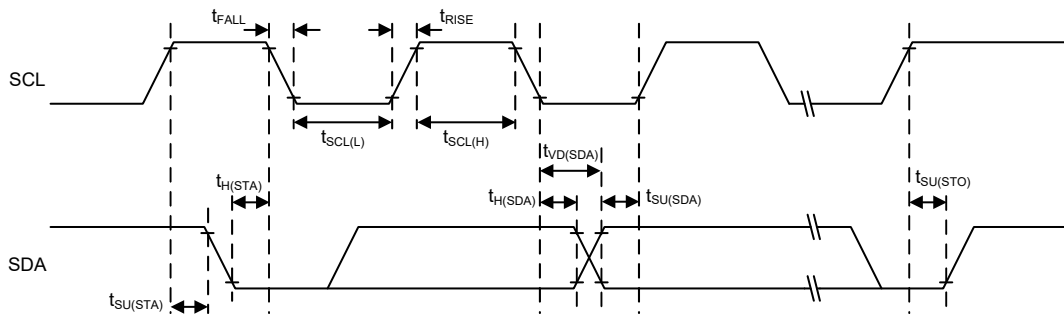 tFALL
tRISE
SCL
tSCL(L)
tSCL(H)
tVD(SDA)
tH(STA)
tH(SDA)
tSU(SDA)
tSU(STO)
SDA
tSU(STA)